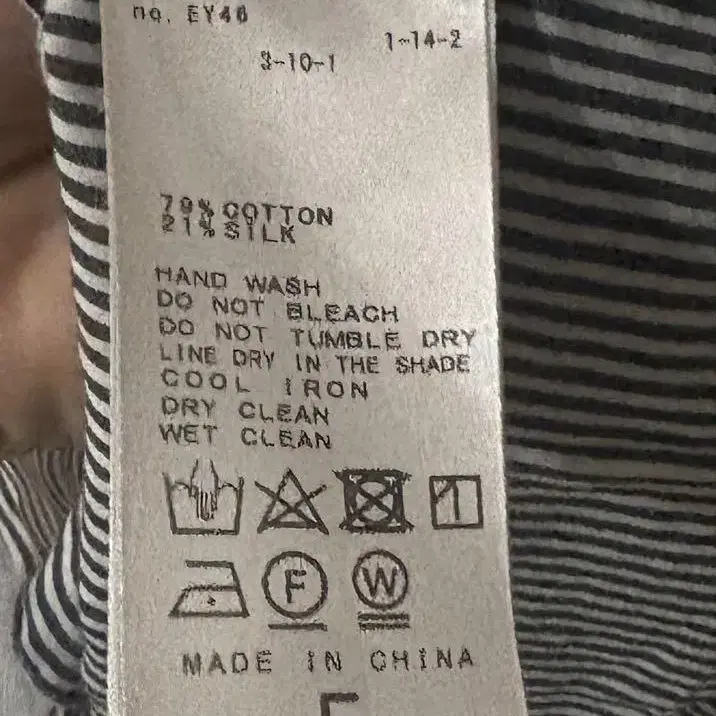 no. EY46
1-14-2
3-10-1
79% COTTON
21% SILK
HAND WASH
DO NOT BLEACH
DO NOT TUMBLE DRY
LINE DRY IN THE SHADE
COOL IRON
DRY CLEAN
WET CLEAN
F W
MADE IN CHINA